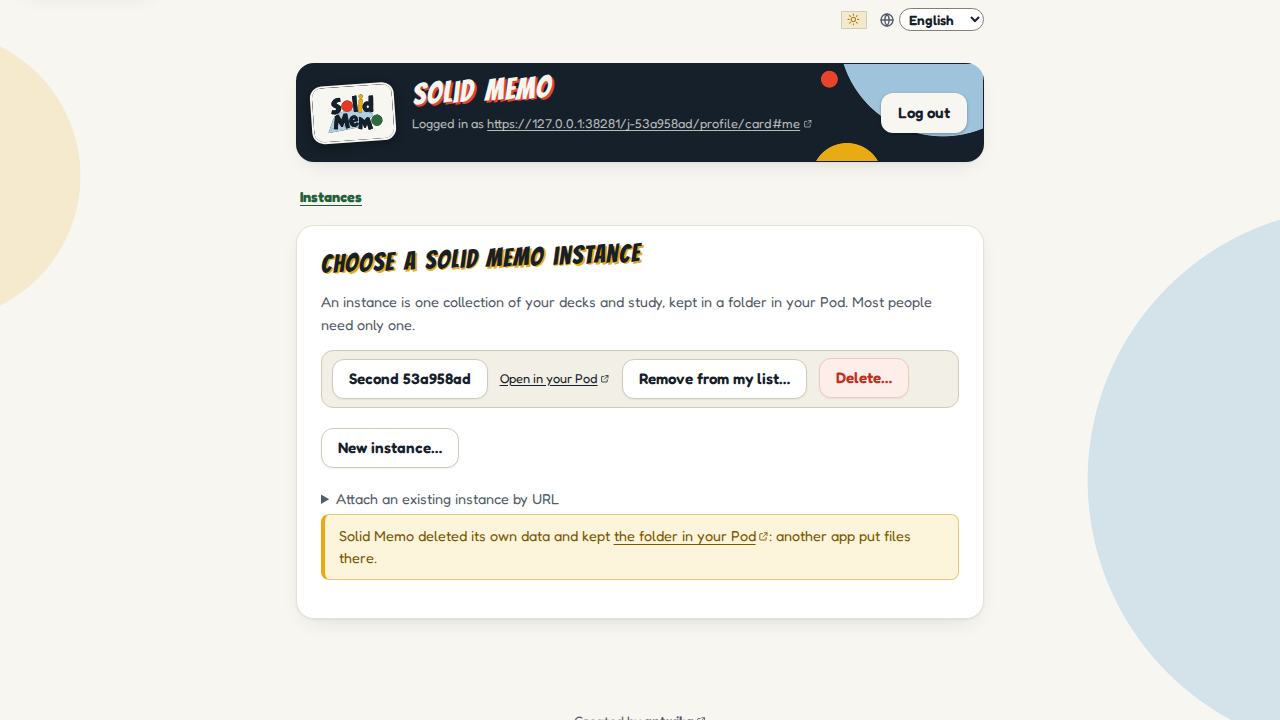 English
Solid Memo
SOLID MEMO
Logged in as https://127.0.0.1:38281/j-53a958ad/profile/card#me
Log out
Instances
CHOOSE A SOLID MEMO INSTANCE
An instance is one collection of your decks and study, kept in a folder in your Pod. Most people
need only one.
Second 53a958ad
Open in your Pod
Remove from my list...
Delete...
New instance...
Attach an existing instance by URL
Solid Memo deleted its own data and kept the folder in your Pod: another app put files
there.
Created by